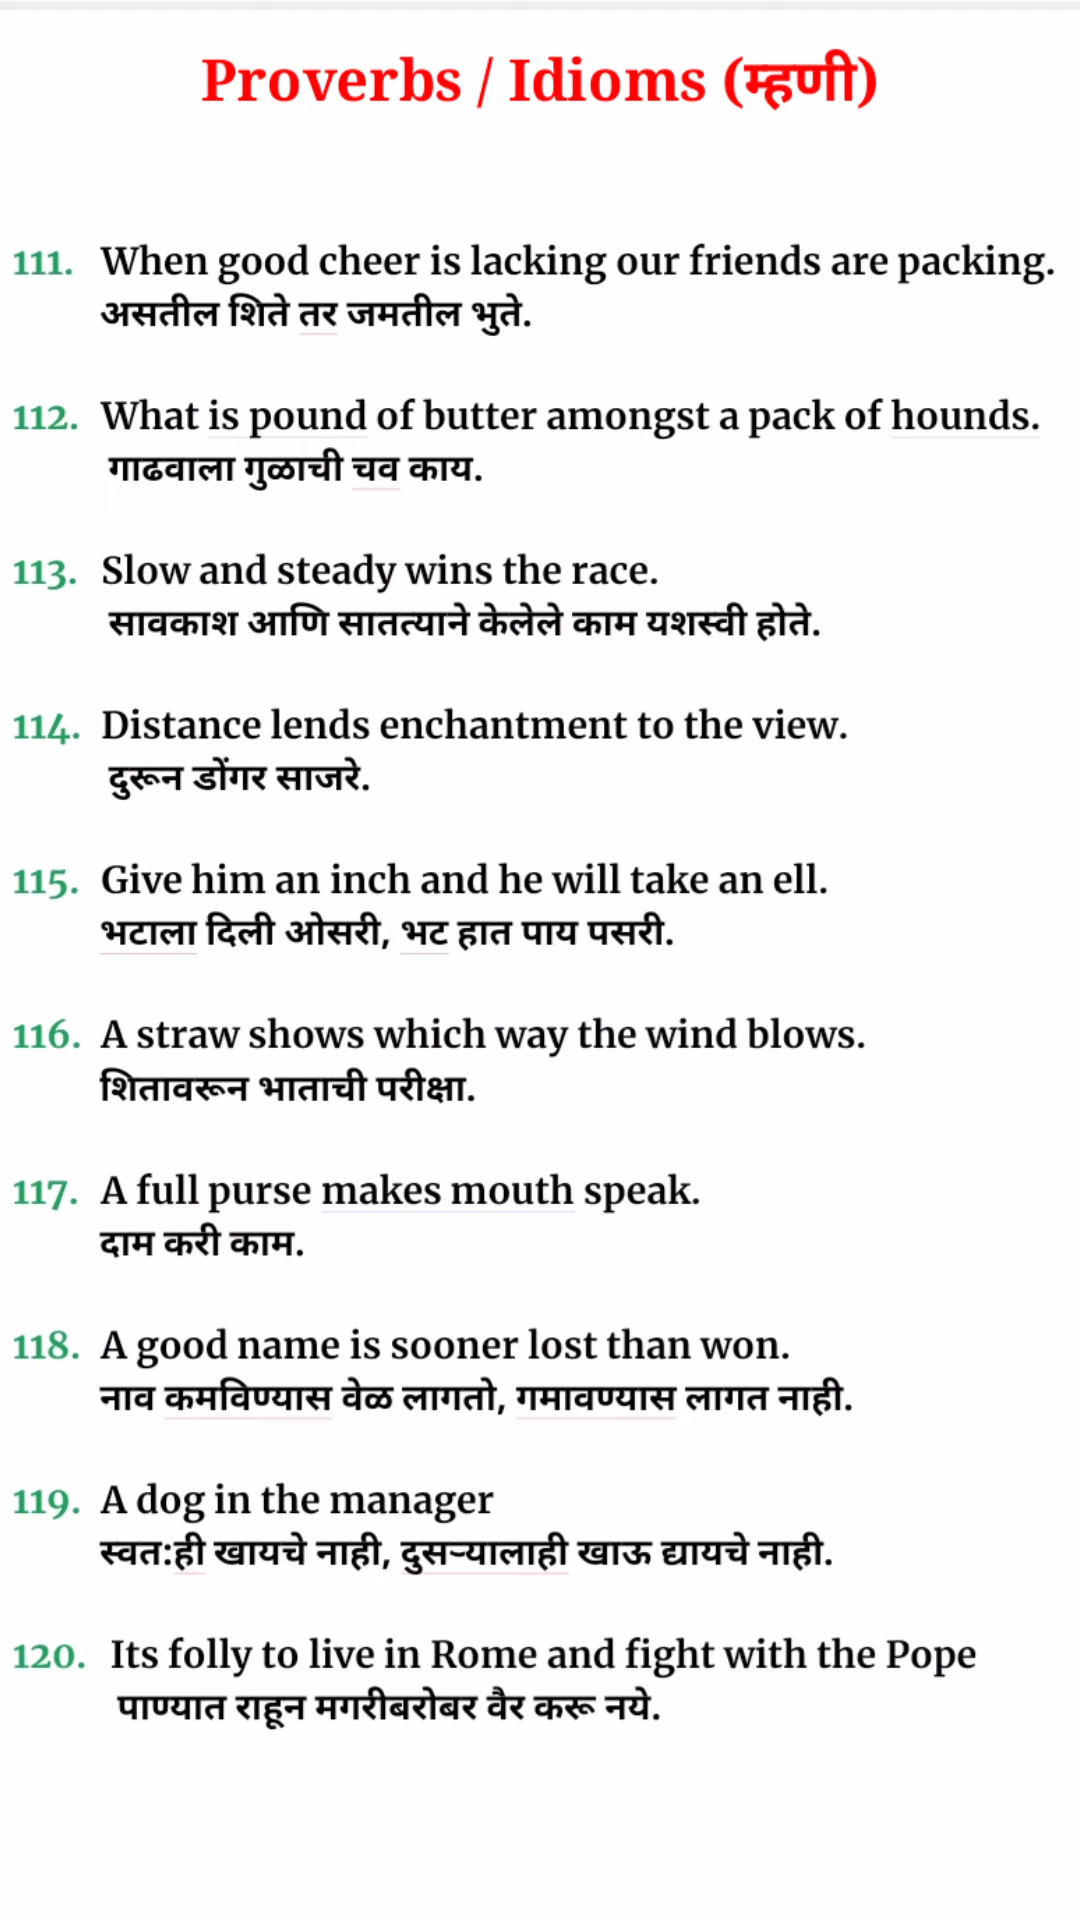 Proverbs / Idioms (म्हणी)
111. When good cheer is lacking our friends are packing.
असतील शिते तर जमतील भुते.
112. What is pound of butter amongst a pack of hounds.
गाढवाला गुळाची चव काय.
113. Slow and steady wins the race.
सावकाश आणि सातत्याने केलेले काम यशस्वी होते.
114. Distance lends enchantment to the view.
दुरून डोंगर साजरे.
115. Give him an inch and he will take an ell.
भटाला दिली ओसरी, भट हात पाय पसरी.
116. A straw shows which way the wind blows.
शितावरून भाताची परीक्षा.
117. A full purse makes mouth speak.
दाम करी काम.
118. A good name is sooner lost than won.
नाव कमविण्यास वेळ लागतो, गमावण्यास लागत नाही.
119. A dog in the manager
स्वत:ही खायचे नाही, दुसऱ्यालाही खाऊ द्यायचे नाही.
120. Its folly to live in Rome and fight with the Pope
पाण्यात राहून मगरीबरोबर वैर करू नये.